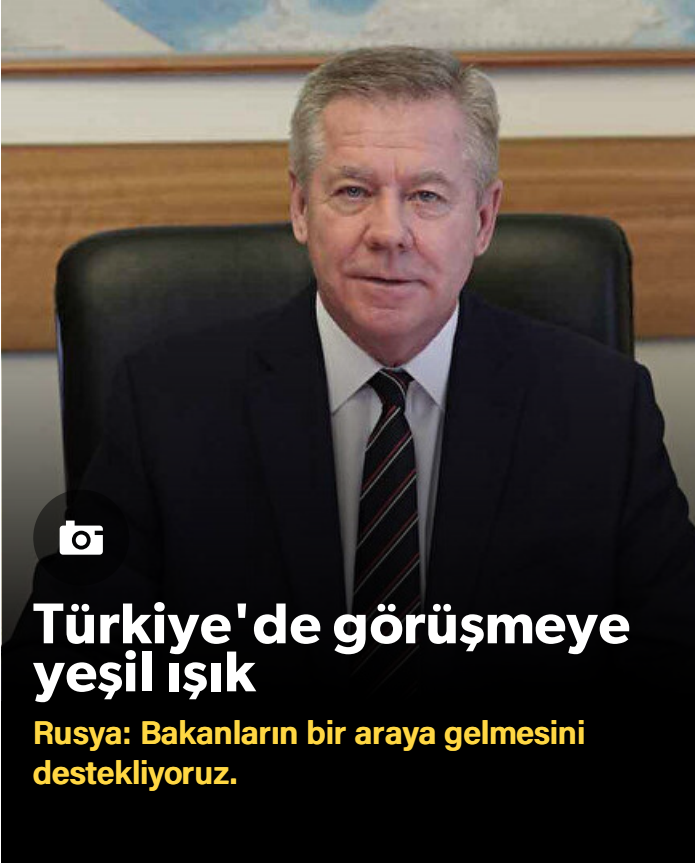 Türkiye'de görüşmeye
yeşil ışık
Rusya: Bakanların bir araya gelmesini
destekliyoruz.